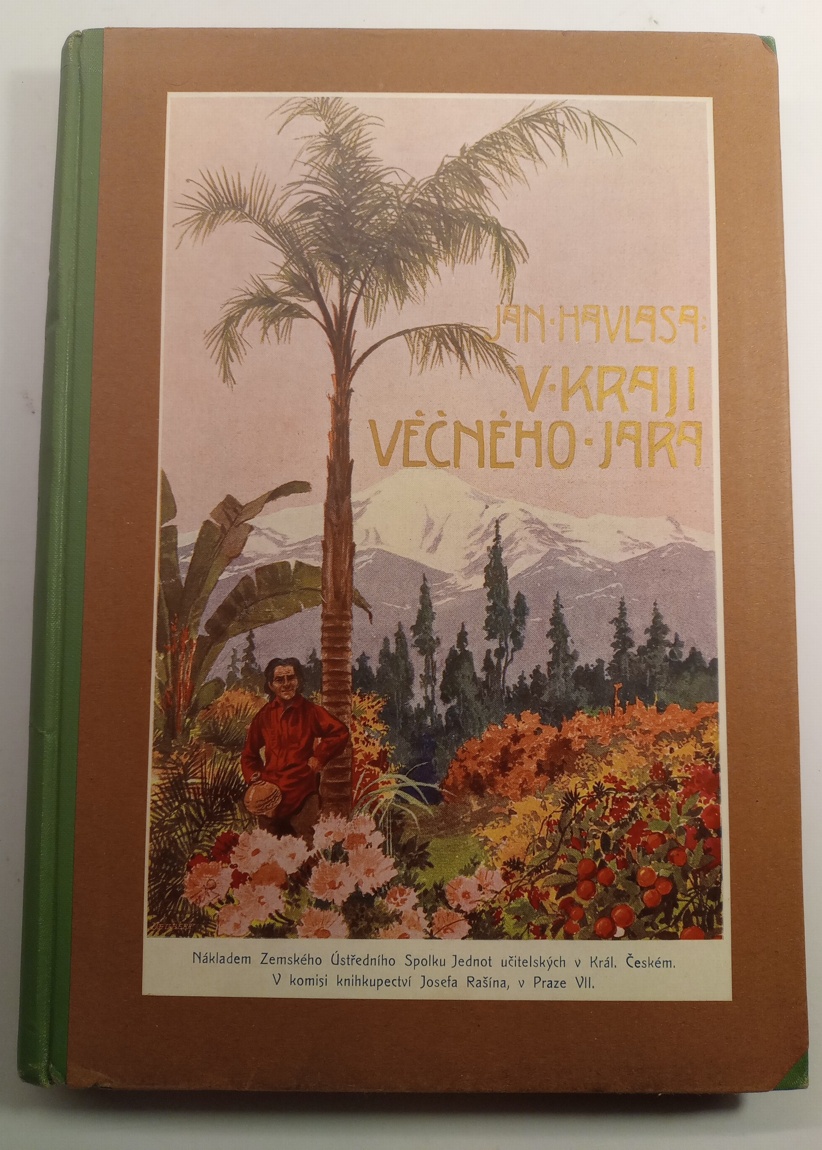 JAN·HAVLASA:
V·KRAJI
VĚČNÉHO·JARA
Nákladem Zemského Ústředního Spolku Jednot učitelských v Král. Českém.
V komisi knihkupectví Josefa Rašína, v Praze VII.